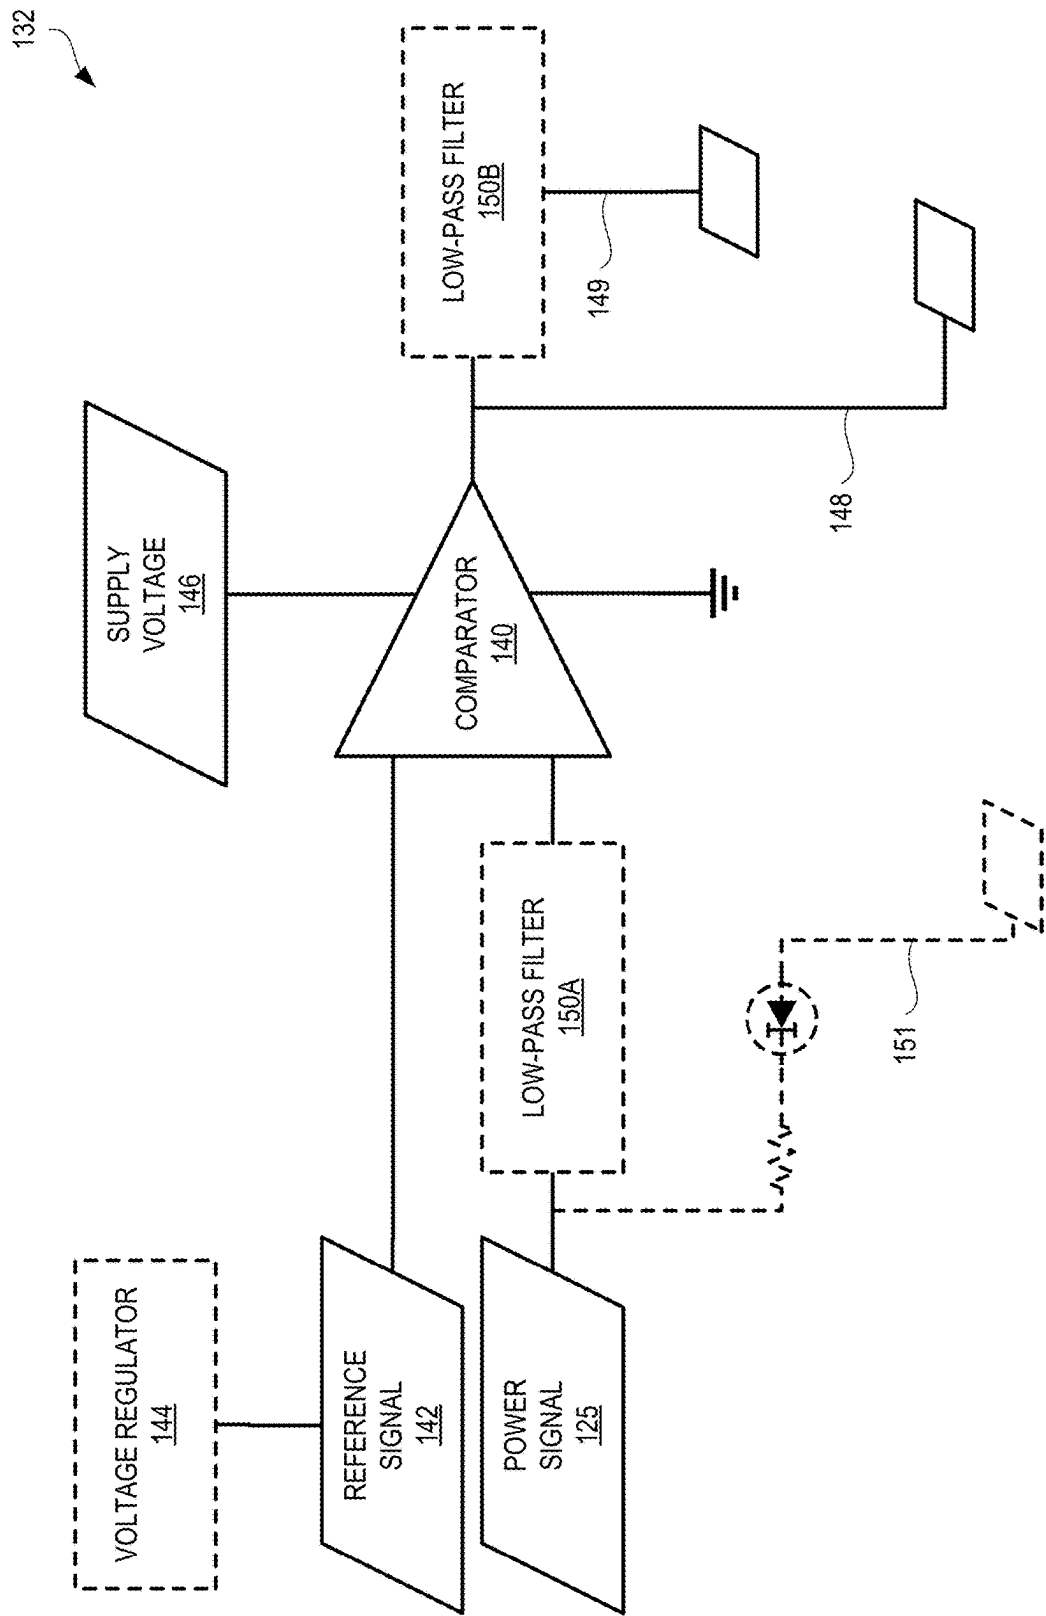 132
VOLTAGE REGULATOR
144
SUPPLY
VOLTAGE
146
REFERENCE
SIGNAL
142
COMPARATOR
140
LOW-PASS FILTER
150B
POWER
SIGNAL
125
LOW-PASS FILTER
150A
149
148
151